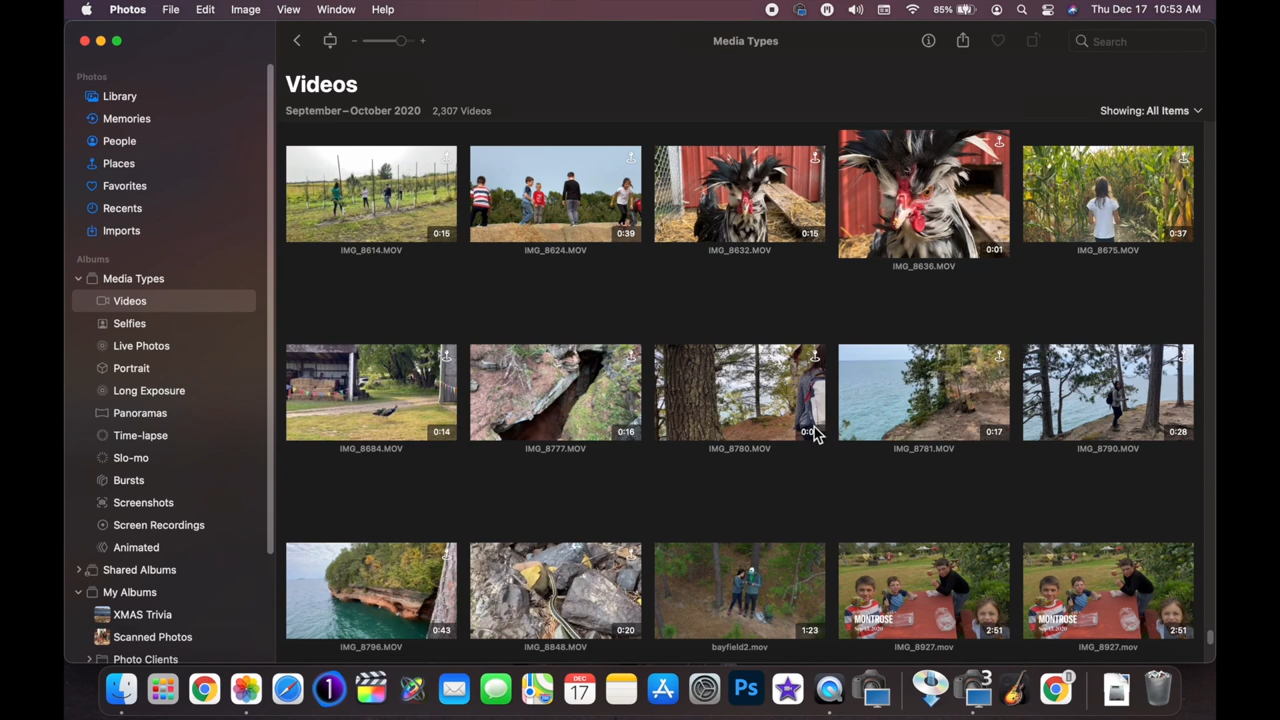 Photos File Edit Image View Window Help 85% Thu Dec 17 10:53 AM
Media Types
Search
Photos
Library
Memories
People
Places
Favorites
Recents
Imports
Albums
Media Types
Videos
Selfies
Live Photos
Portrait
Long Exposure
Panoramas
Time-lapse
Slo-mo
Bursts
Screenshots
Screen Recordings
Animated
Shared Albums
My Albums
XMAS Trivia
Scanned Photos
Photo Clients
Videos
September–October 2020 2,307 Videos Showing: All Items
0:15 0:39 0:15 0:01 0:37
IMG_8614.MOV IMG_8624.MOV IMG_8632.MOV IMG_8636.MOV IMG_8675.MOV
0:14 0:16 0:17 0:28
IMG_8684.MOV IMG_8777.MOV IMG_8780.MOV IMG_8781.MOV IMG_8790.MOV
MONTROSE MONTROSE
0:43 0:20 1:23 2:51 2:51
IMG_8796.MOV IMG_8848.MOV bayfield2.mov IMG_8927.mov IMG_8927.mov
DEC
17
1
Ps
3